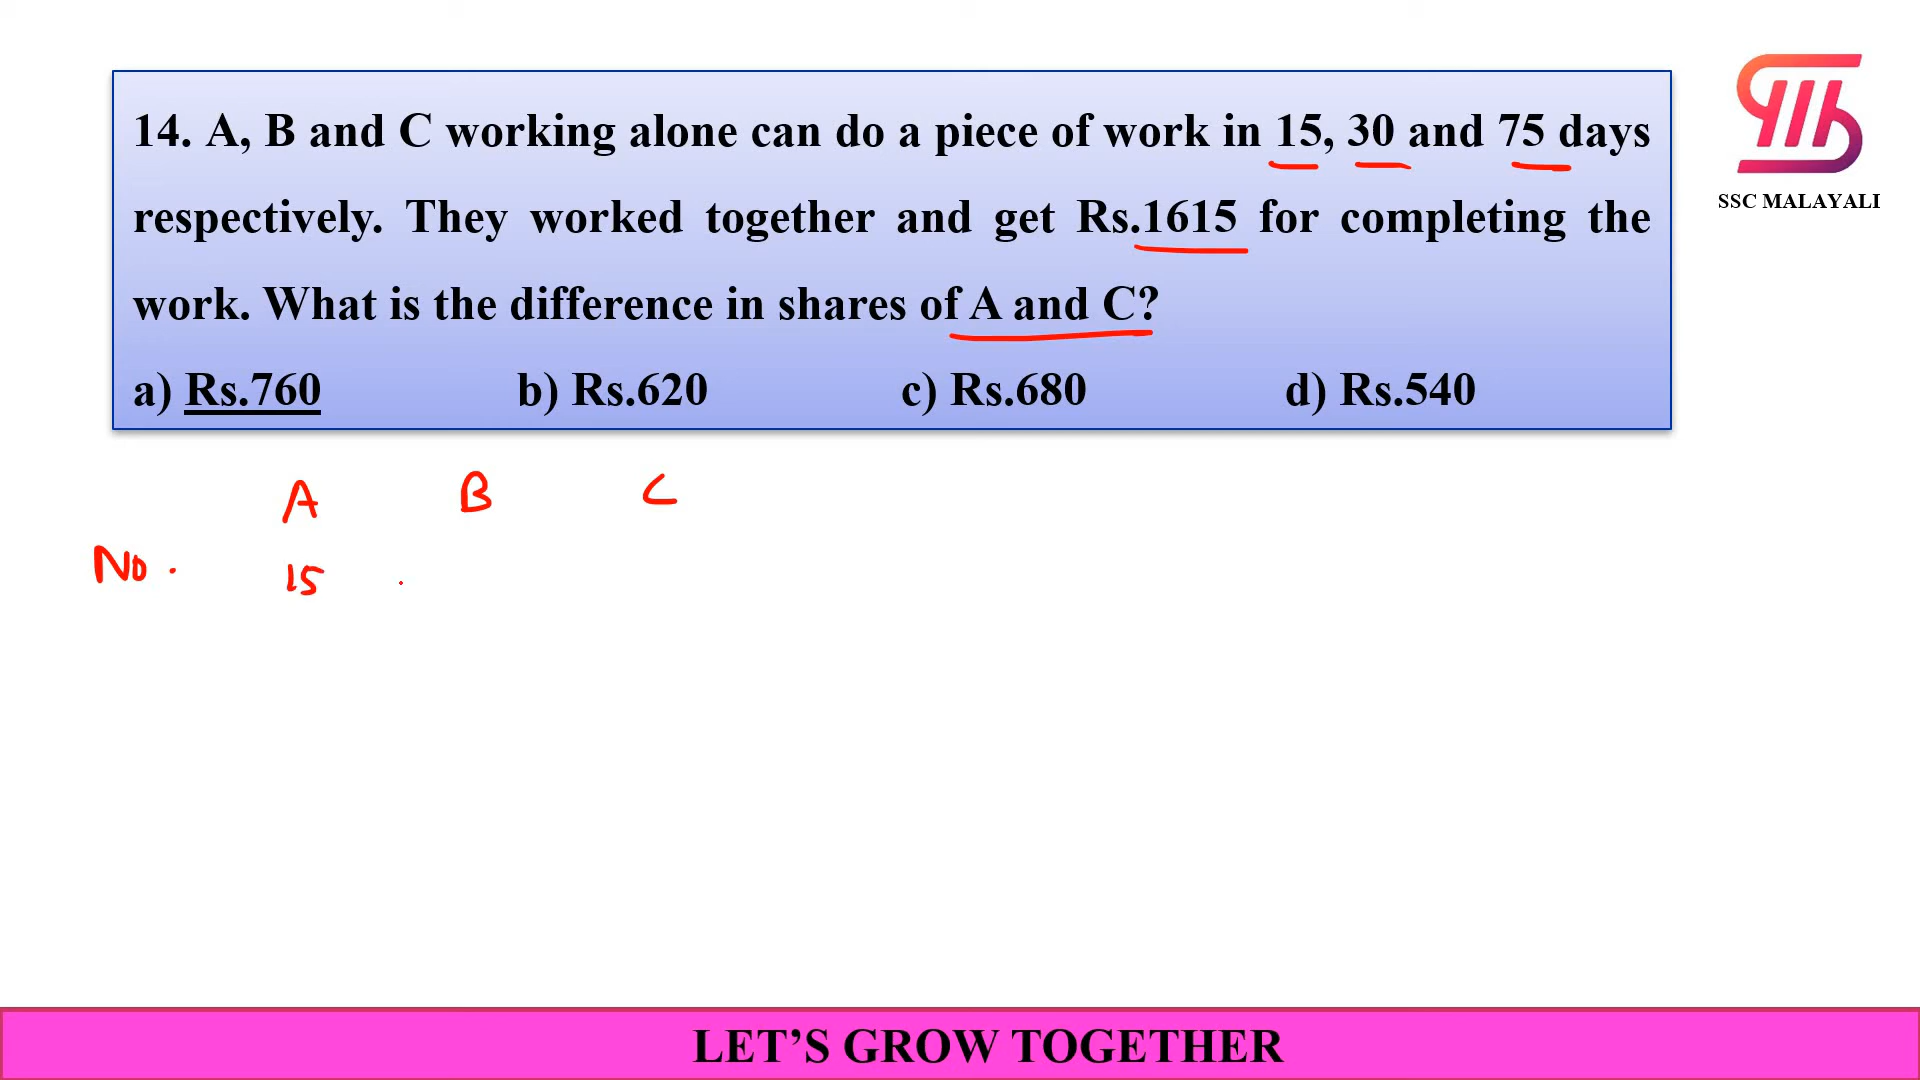 14. A, B and C working alone can do a piece of work in 15, 30 and 75 days
respectively. They worked together and get Rs.1615 for completing the
work. What is the difference in shares of A and C?
a) Rs.760 b) Rs.620 c) Rs.680 d) Rs.540
SSC MALAYALI
A B C
No. 15
LET’S GROW TOGETHER